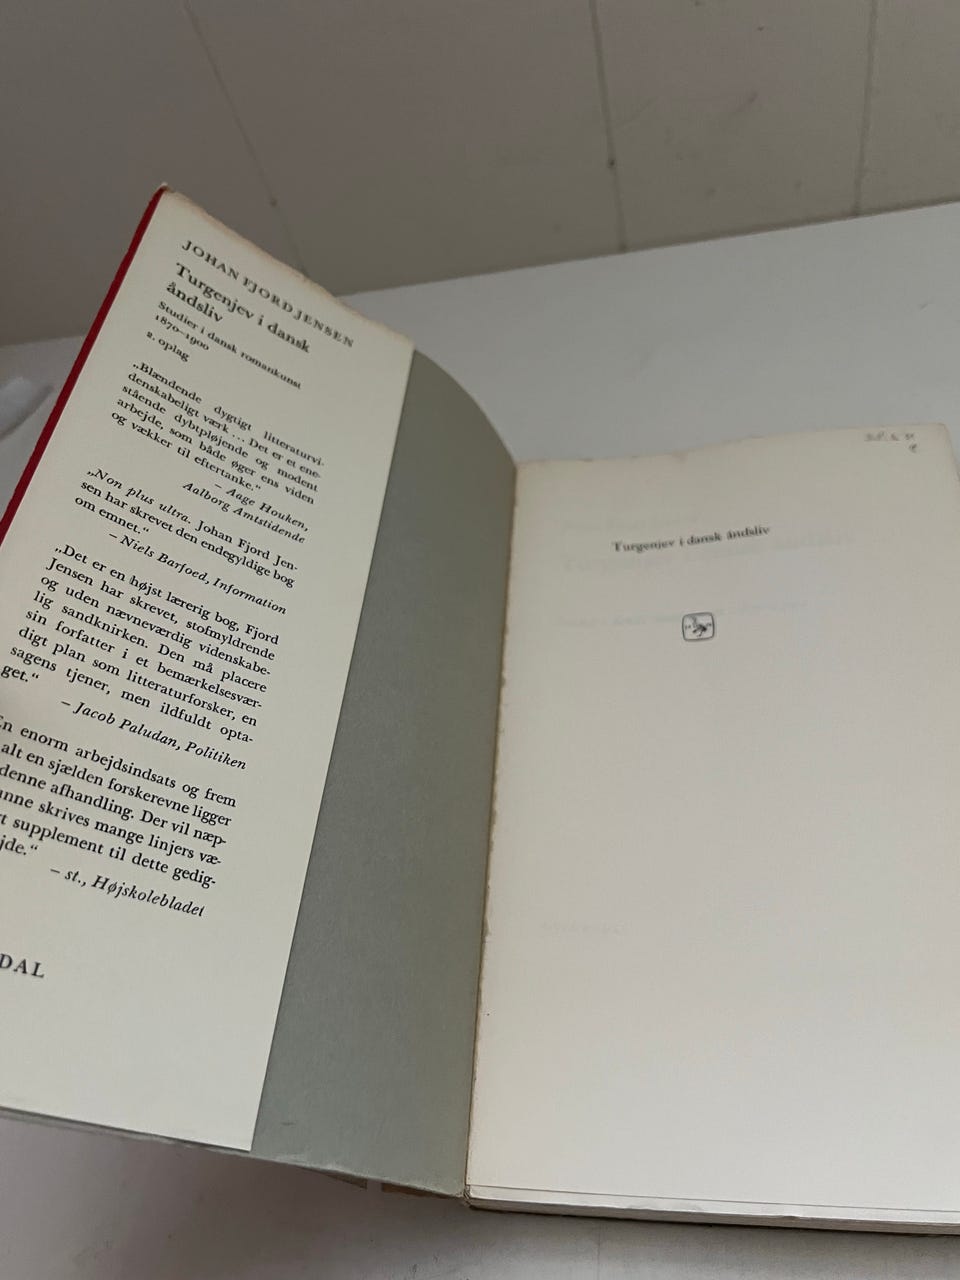 JOHAN FJORD JENSEN
Turgenjev i dansk
åndsliv
Studier i dansk romankunst
1870–1900
2. oplag
„Blændende dygtigt litteraturvi-
denskabeligt værk ... Det er et ene-
stående dybtpløjende og modent
arbejde, som både øger ens viden
og vækker til eftertanke.“
– Aage Houken,
Aalborg Amtstidende
„Non plus ultra. Johan Fjord Jen-
sen har skrevet den endegyldige bog
om emnet.“
– Niels Barfoed, Information
„Det er en højst lærerig bog, Fjord
Jensen har skrevet, stofmyldrende
og uden nævneværdig videnskabe-
lig sandknirken. Den må placere
sin forfatter i et bemærkelsesvær-
digt plan som litteraturforsker, en
sagens tjener, men ildfuldt opta-
get.“
– Jacob Paludan, Politiken
En enorm arbejdsindsats og frem
alt en sjælden forskerevne ligger
denne afhandling. Der vil næp-
unne skrives mange linjers væ-
rt supplement til dette gedig-
jde.“
– st., Højskolebladet
DAL
Turgenjev i dansk åndsliv